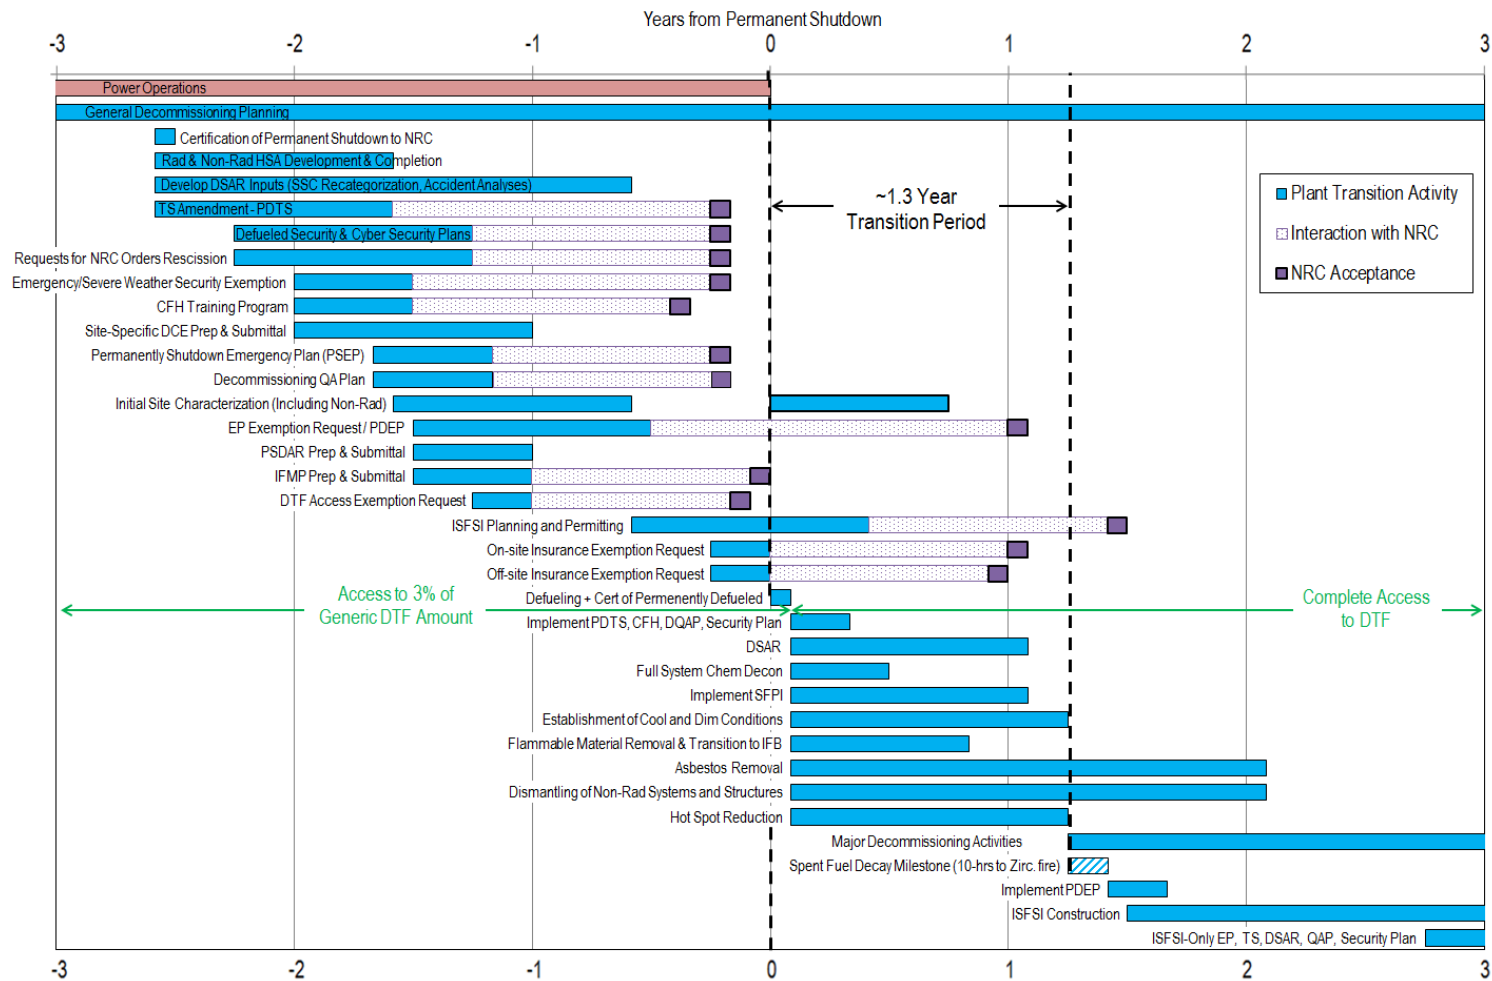 Years from Permanent Shutdown
-3 -2 -1 0 1 2 3
Power Operations
General Decommissioning Planning
Certification of Permanent Shutdown to NRC
Rad & Non-Rad HSA Development & Completion
Develop DSAR Inputs (SSC Recategorization, Accident Analyses)
TS Amendment - PDTS
Defueled Security & Cyber Security Plans
Requests for NRC Orders Rescission
Emergency/Severe Weather Security Exemption
CFH Training Program
Site-Specific DCE Prep & Submittal
Permanently Shutdown Emergency Plan (PSEP)
Decommissioning QA Plan
Initial Site Characterization (Including Non-Rad)
EP Exemption Request / PDEP
PSDAR Prep & Submittal
IFMP Prep & Submittal
DTF Access Exemption Request
ISFSI Planning and Permitting
On-site Insurance Exemption Request
Off-site Insurance Exemption Request
Defueling + Cert of Permenently Defueled
Implement PDTS, CFH, DQAP, Security Plan
DSAR
Full System Chem Decon
Implement SFPI
Establishment of Cool and Dim Conditions
Flammable Material Removal & Transition to IFB
Asbestos Removal
Dismantling of Non-Rad Systems and Structures
Hot Spot Reduction
Major Decommissioning Activities
Spent Fuel Decay Milestone (10-hrs to Zirc. fire)
Implement PDEP
ISFSI Construction
ISFSI-Only EP, TS, DSAR, QAP, Security Plan
~1.3 Year
Transition Period
Plant Transition Activity
Interaction with NRC
NRC Acceptance
Access to 3% of
Generic DTF Amount
Complete Access
to DTF
-3 -2 -1 0 1 2 3